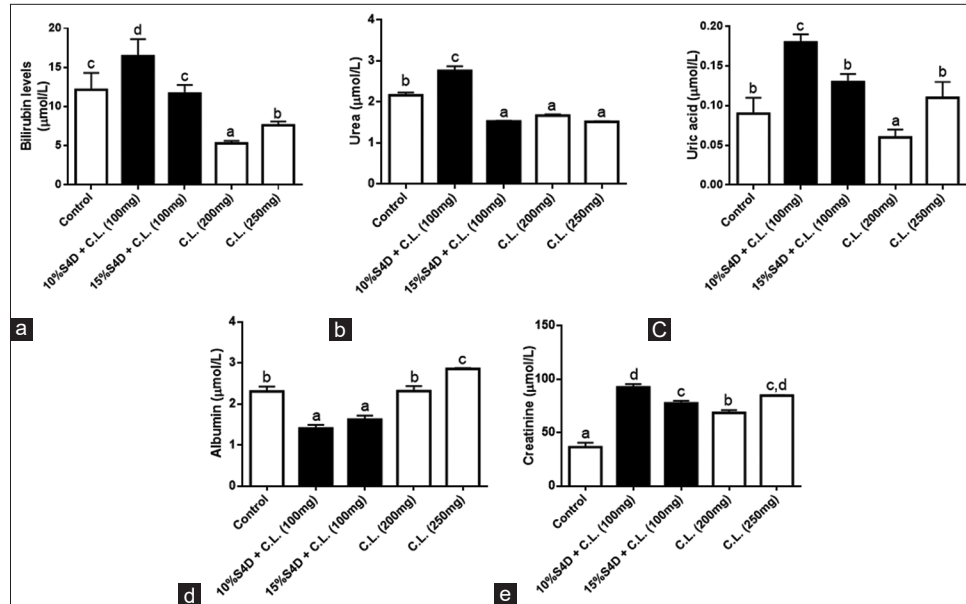 Bilirubin levels
(µmol/L)
20
15
10
5
0
c
d
c
a
b
Control
10%S4D + C.L. (100mg)
15%S4D + C.L. (100mg)
C.L. (200mg)
C.L. (250mg)
a
Urea (µmol/L)
4
3
2
1
0
b
c
a
a
a
Control
10%S4D + C.L. (100mg)
15%S4D + C.L. (100mg)
C.L. (200mg)
C.L. (250mg)
b
Uric acid (µmol/L)
0.20
0.15
0.10
0.05
0.00
b
c
b
a
b
Control
10%S4D + C.L. (100mg)
15%S4D + C.L. (100mg)
C.L. (200mg)
C.L. (250mg)
C
Albumin (µmol/L)
4
3
2
1
0
b
a
a
b
c
Control
10%S4D + C.L. (100mg)
15%S4D + C.L. (100mg)
C.L. (200mg)
C.L. (250mg)
d
Creatinine (µmol/L)
150
100
50
0
a
d
c
b
c,d
Control
10%S4D + C.L. (100mg)
15%S4D + C.L. (100mg)
C.L. (200mg)
C.L. (250mg)
e